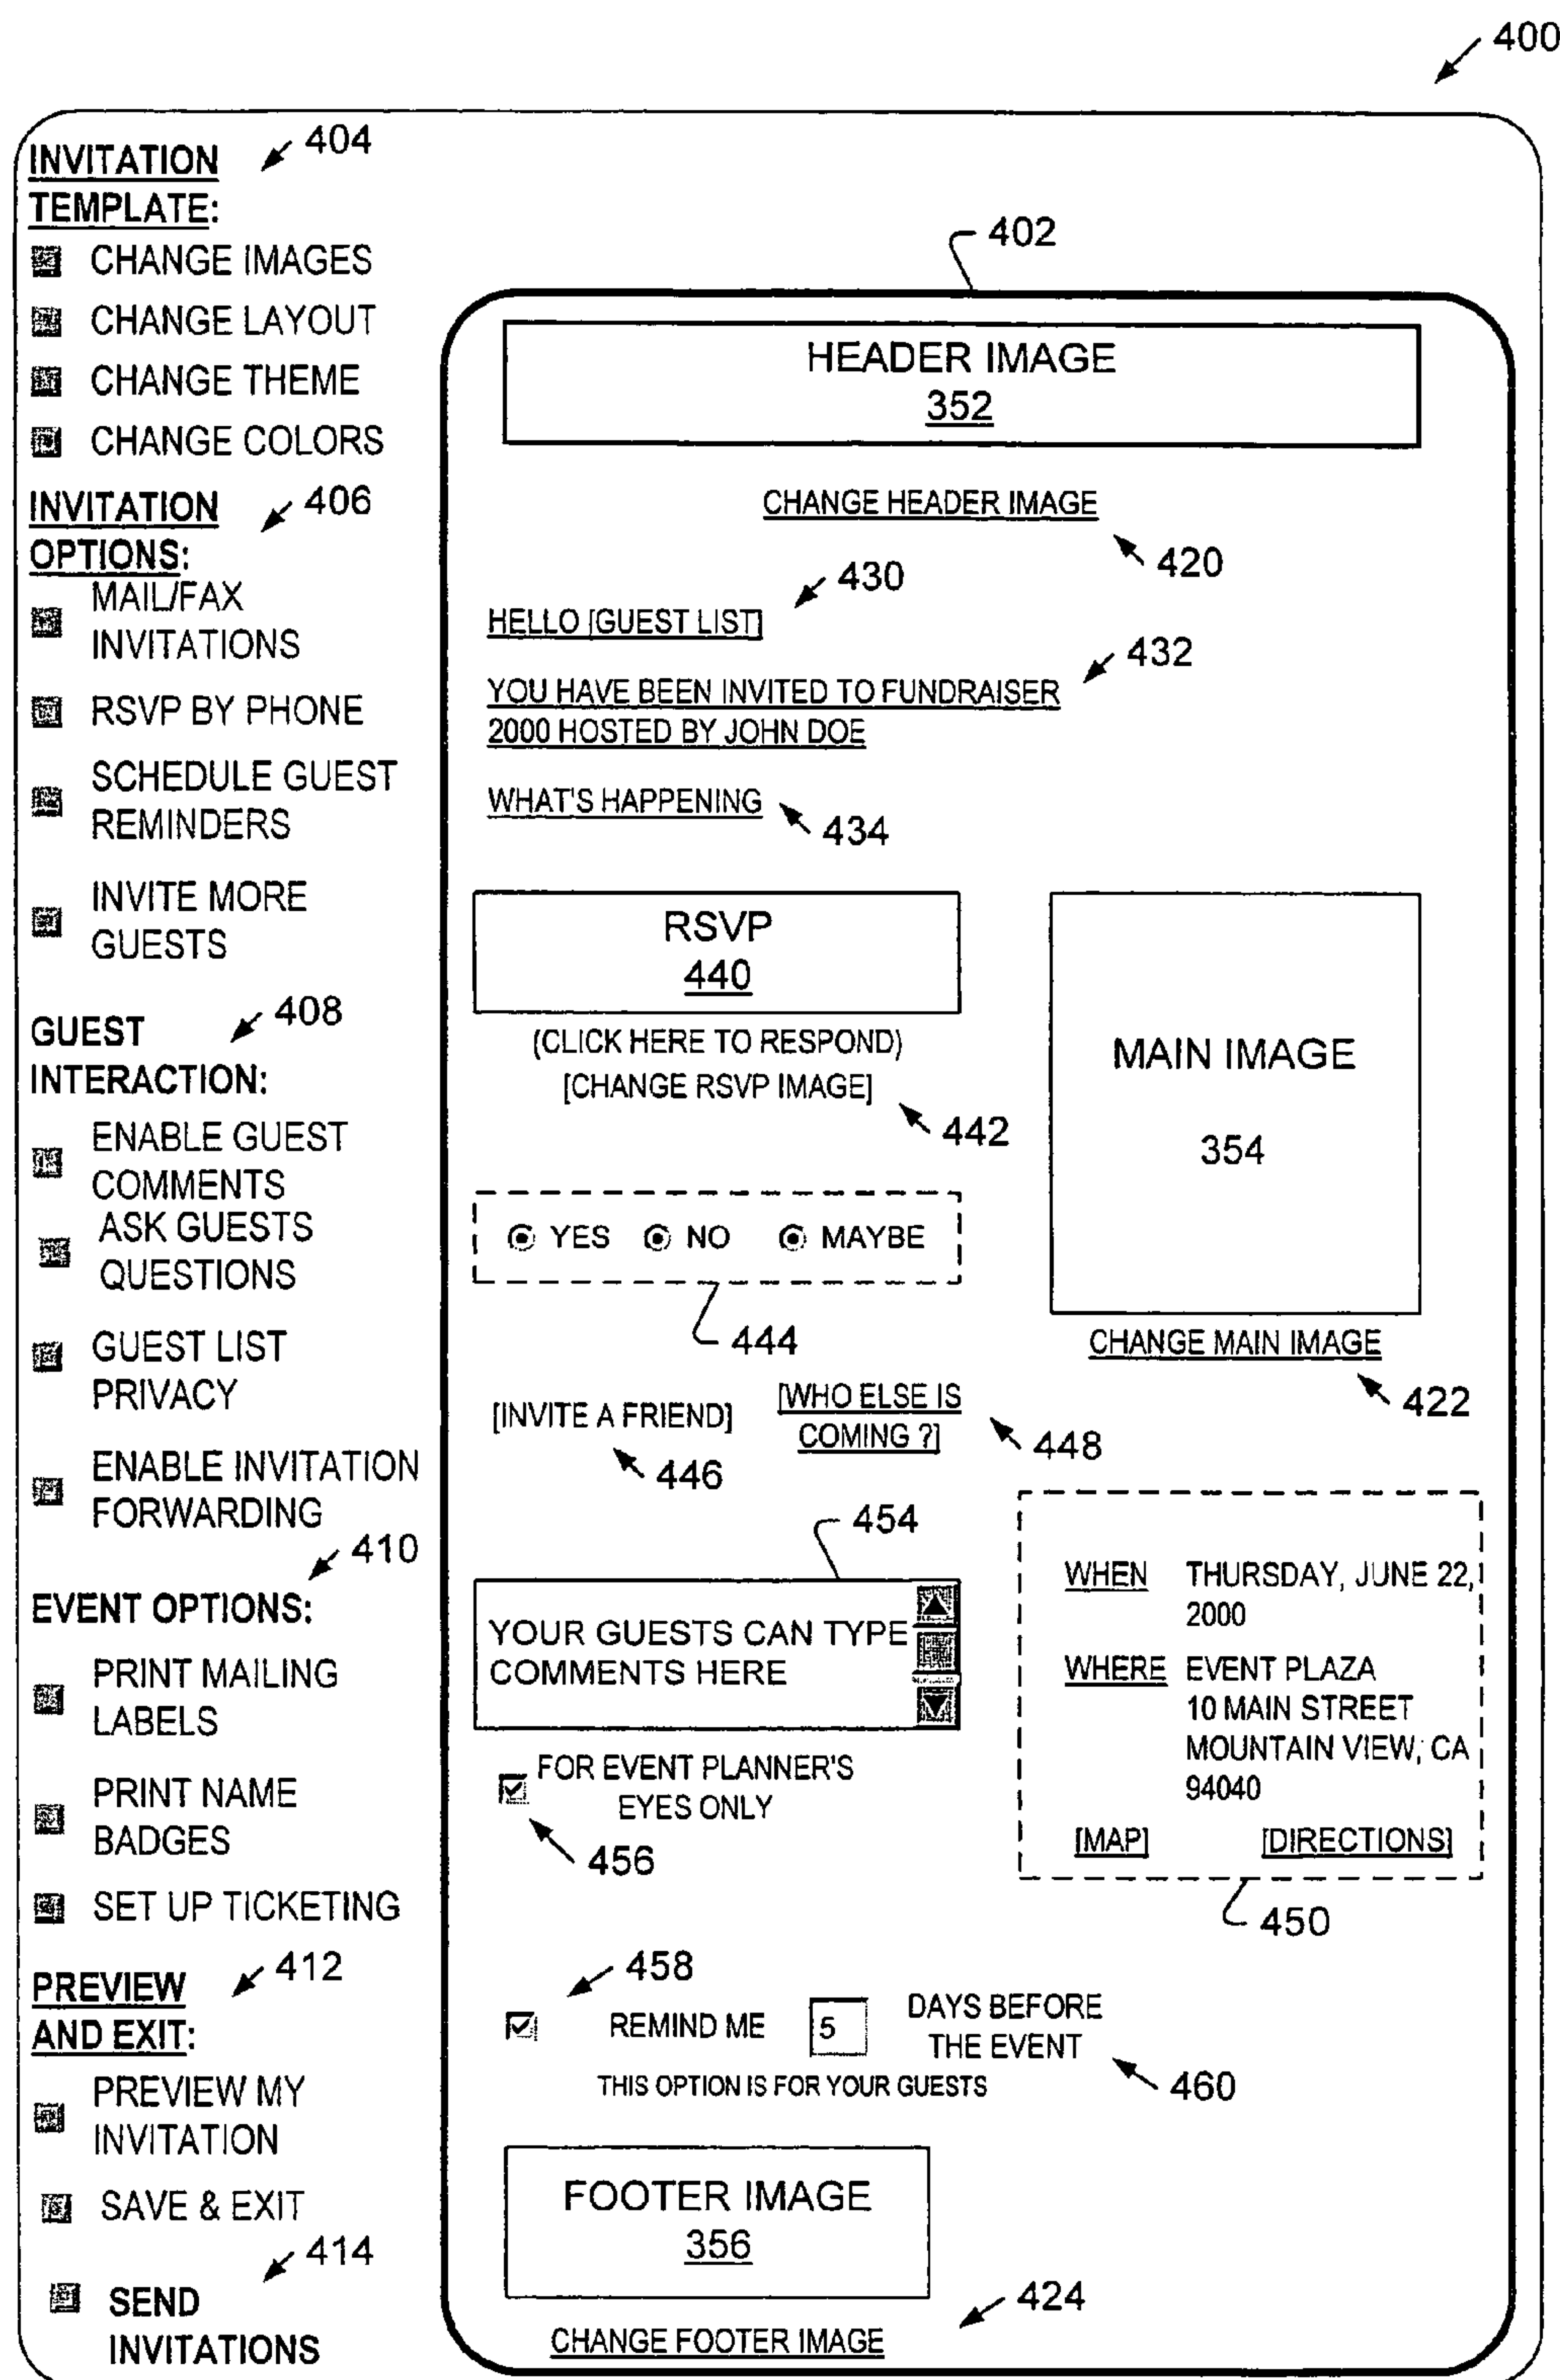 400
INVITATION 404
TEMPLATE:
CHANGE IMAGES
CHANGE LAYOUT
CHANGE THEME
CHANGE COLORS
INVITATION 406
OPTIONS:
MAIL/FAX
INVITATIONS
RSVP BY PHONE
SCHEDULE GUEST
REMINDERS
INVITE MORE
GUESTS
GUEST 408
INTERACTION:
ENABLE GUEST
COMMENTS
ASK GUESTS
QUESTIONS
GUEST LIST
PRIVACY
ENABLE INVITATION
FORWARDING
410
EVENT OPTIONS:
PRINT MAILING
LABELS
PRINT NAME
BADGES
SET UP TICKETING
PREVIEW 412
AND EXIT:
PREVIEW MY
INVITATION
SAVE & EXIT
414
SEND
INVITATIONS
402
HEADER IMAGE
352
CHANGE HEADER IMAGE
420
430
HELLO [GUEST LIST]
432
YOU HAVE BEEN INVITED TO FUNDRAISER
2000 HOSTED BY JOHN DOE
WHAT'S HAPPENING
434
RSVP
440
(CLICK HERE TO RESPOND)
[CHANGE RSVP IMAGE]
442
YES NO MAYBE
444
MAIN IMAGE
354
CHANGE MAIN IMAGE
422
[INVITE A FRIEND]
446
[WHO ELSE IS
COMING ?]
448
454
YOUR GUESTS CAN TYPE
COMMENTS HERE
FOR EVENT PLANNER'S
EYES ONLY
456
WHEN THURSDAY, JUNE 22,
2000
WHERE EVENT PLAZA
10 MAIN STREET
MOUNTAIN VIEW, CA
94040
[MAP] [DIRECTIONS]
450
458
REMIND ME 5 DAYS BEFORE
THE EVENT
460
THIS OPTION IS FOR YOUR GUESTS
FOOTER IMAGE
356
424
CHANGE FOOTER IMAGE